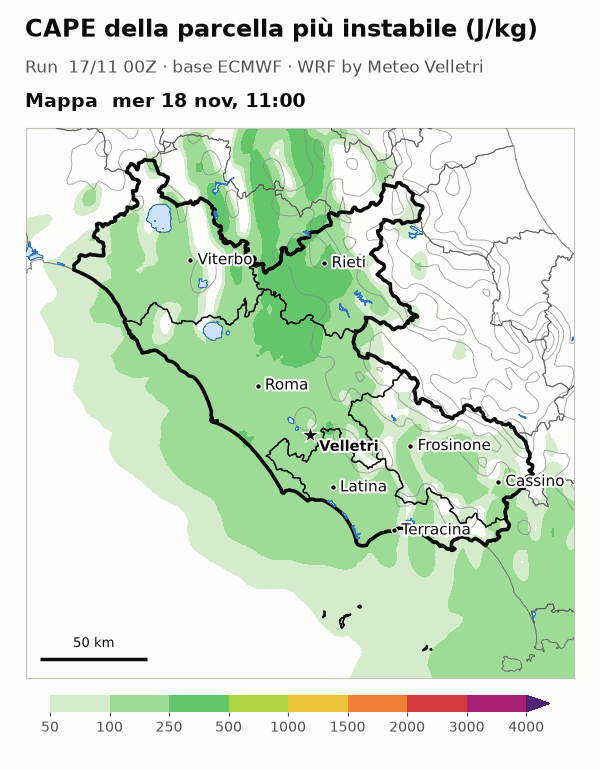 CAPE della parcella più instabile (J/kg)
Run  17/11 00Z · base ECMWF · WRF by Meteo Velletri
Mappa  mer 18 nov, 11:00
Viterbo
Rieti
Roma
Velletri
Frosinone
Cassino
Latina
Terracina
50 km
50 100 250 500 1000 1500 2000 3000 4000